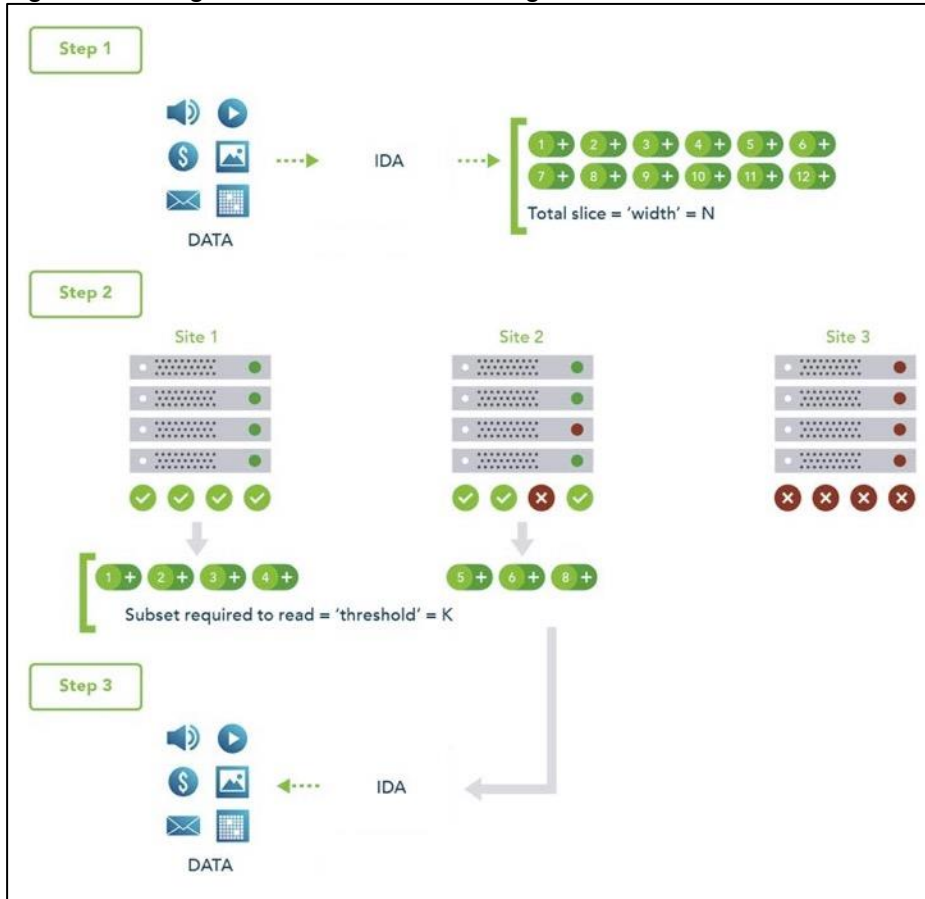 Step 1
1 + 2 + 3 + 4 + 5 + 6 +
IDA
7 + 8 + 9 + 10 + 11 + 12 +
Total slice = 'width' = N
DATA
Step 2
Site 1 Site 2 Site 3
1 + 2 + 3 + 4 + 5 + 6 + 8 +
Subset required to read = 'threshold' = K
Step 3
$
IDA
DATA